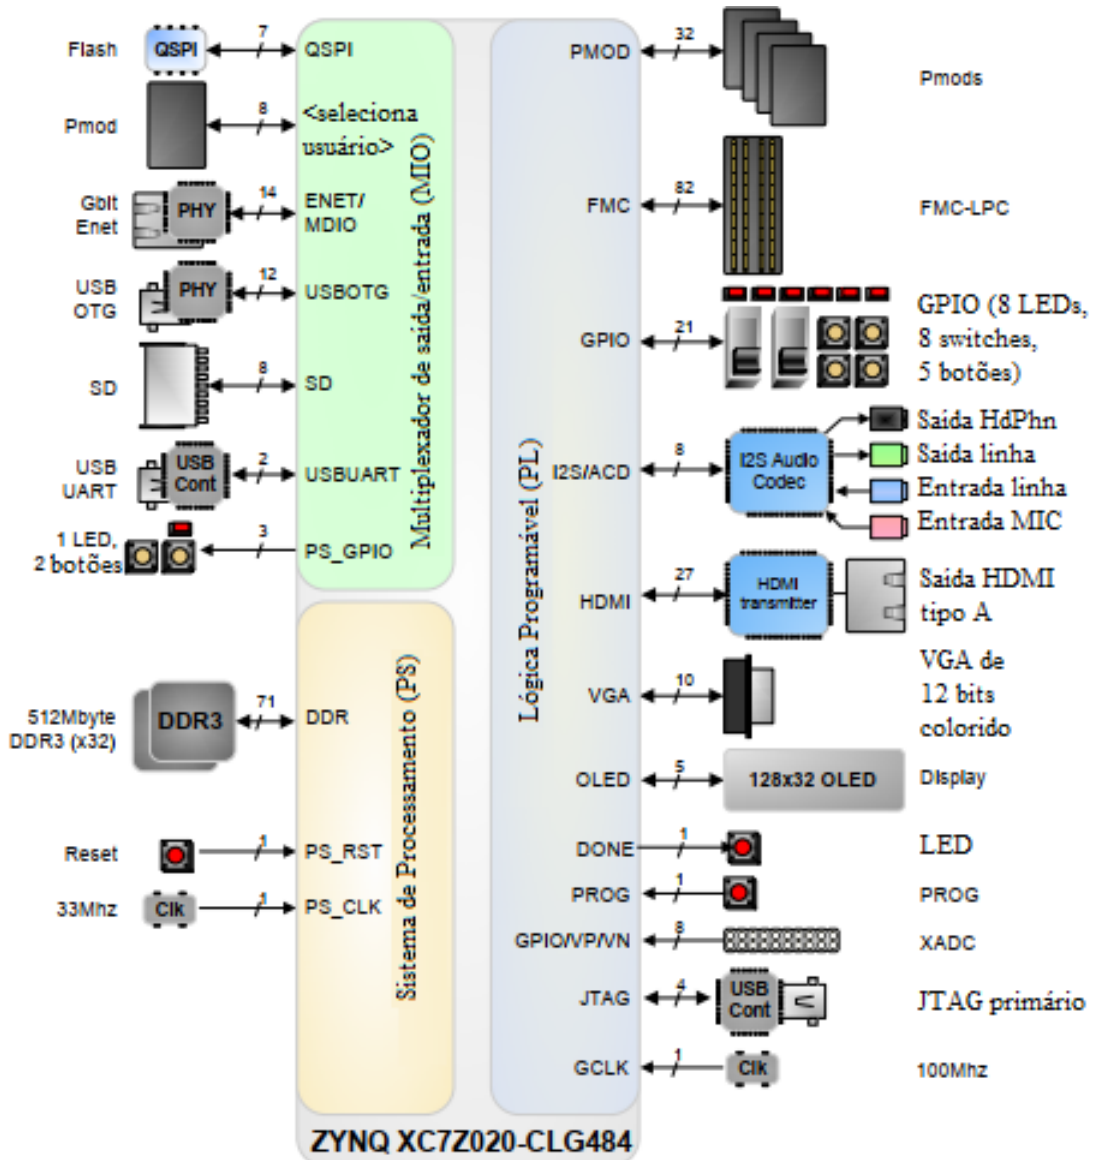 Flash
QSPI
7
QSPI
Pmod
8
<seleciona
usuário>
Gbit
Enet
PHY
14
ENET/
MDIO
USB
OTG
PHY
12
USBOTG
SD
8
SD
USB
UART
USB
Cont
2
USBUART
1 LED,
2 botões
3
PS_GPIO
Multiplexador de saída/entrada (MIO)
512Mbyte
DDR3 (x32)
DDR3
71
DDR
Reset
1
PS_RST
33Mhz
Clk
1
PS_CLK
Sistema de Processamento (PS)
Lógica Programável (PL)
PMOD
32
Pmods
FMC
82
FMC-LPC
GPIO
21
GPIO (8 LEDs,
8 switches,
5 botões)
I2S/ACD
8
I2S Audio
Codec
Saída HdPhn
Saída linha
Entrada linha
Entrada MIC
HDMI
27
HDMI
transmitter
Saída HDMI
tipo A
VGA
10
VGA de
12 bits
colorido
OLED
5
128x32 OLED
Display
DONE
1
LED
PROG
1
PROG
GPIO/VP/VN
8
XADC
JTAG
4
USB
Cont
JTAG primário
GCLK
1
Clk
100Mhz
ZYNQ XC7Z020-CLG484